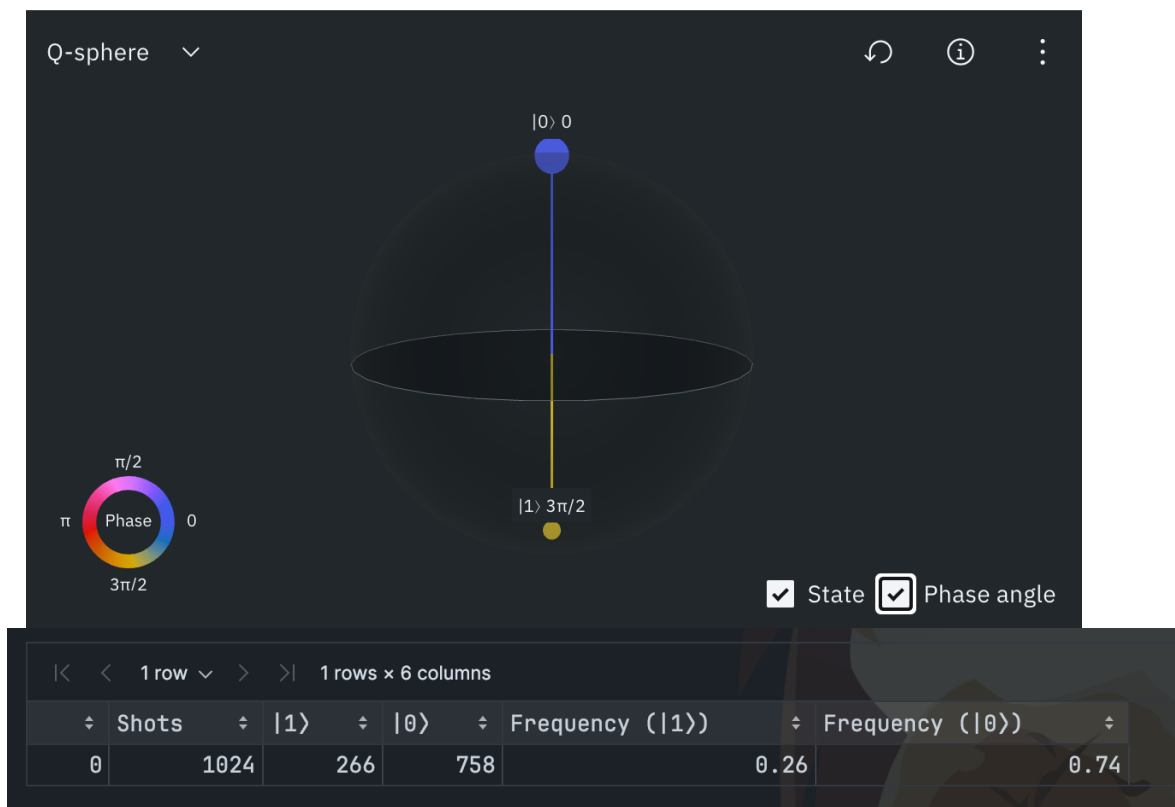 Q-sphere
|0⟩ 0
|1⟩ 3π/2
π/2
π Phase 0
3π/2
State Phase angle
1 row 1 rows × 6 columns
Shots |1⟩ |0⟩ Frequency (|1⟩) Frequency (|0⟩)
0 1024 266 758 0.26 0.74